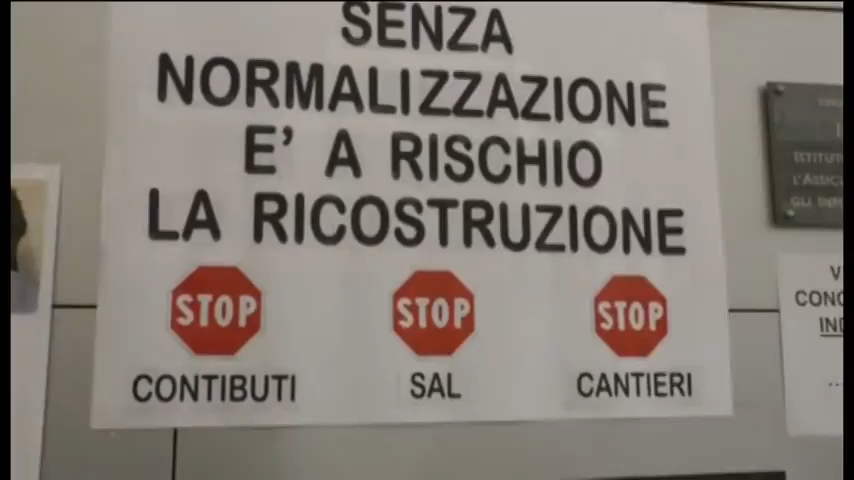 SENZA
NORMALIZZAZIONE
E' A RISCHIO
LA RICOSTRUZIONE
STOP STOP STOP
CONTIBUTI SAL CANTIERI